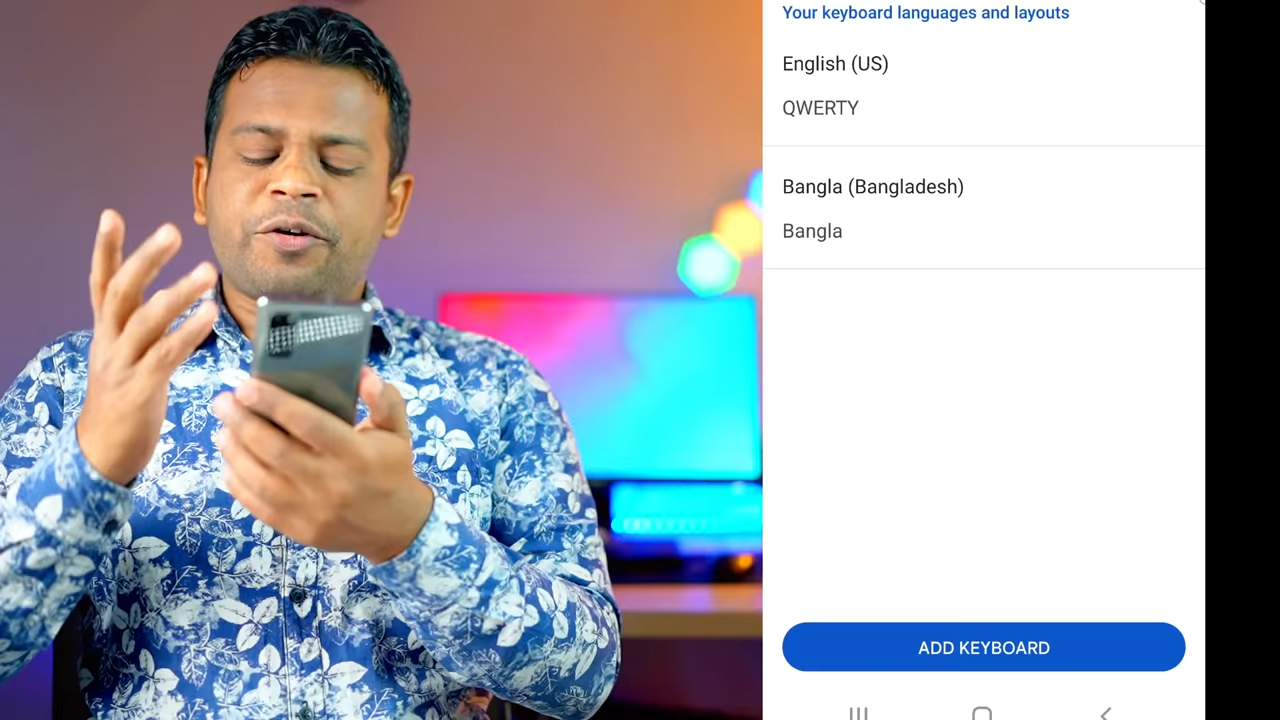 Your keyboard languages and layouts
English (US)
QWERTY
Bangla (Bangladesh)
Bangla
ADD KEYBOARD